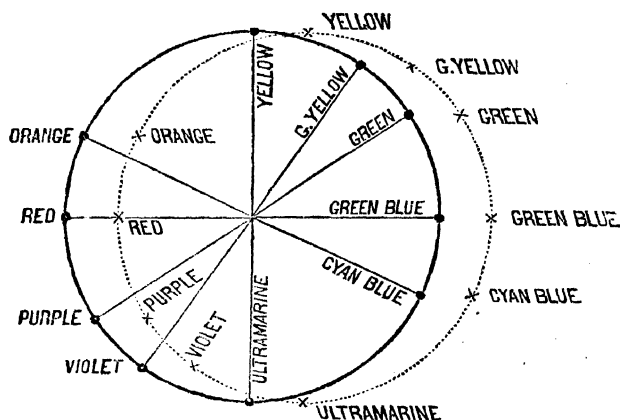 YELLOW
YELLOW
G.YELLOW
G.YELLOW
GREEN
GREEN
ORANGE
ORANGE
RED
RED
GREEN BLUE
GREEN BLUE
CYAN BLUE
CYAN BLUE
PURPLE
PURPLE
VIOLET
VIOLET
ULTRAMARINE
ULTRAMARINE